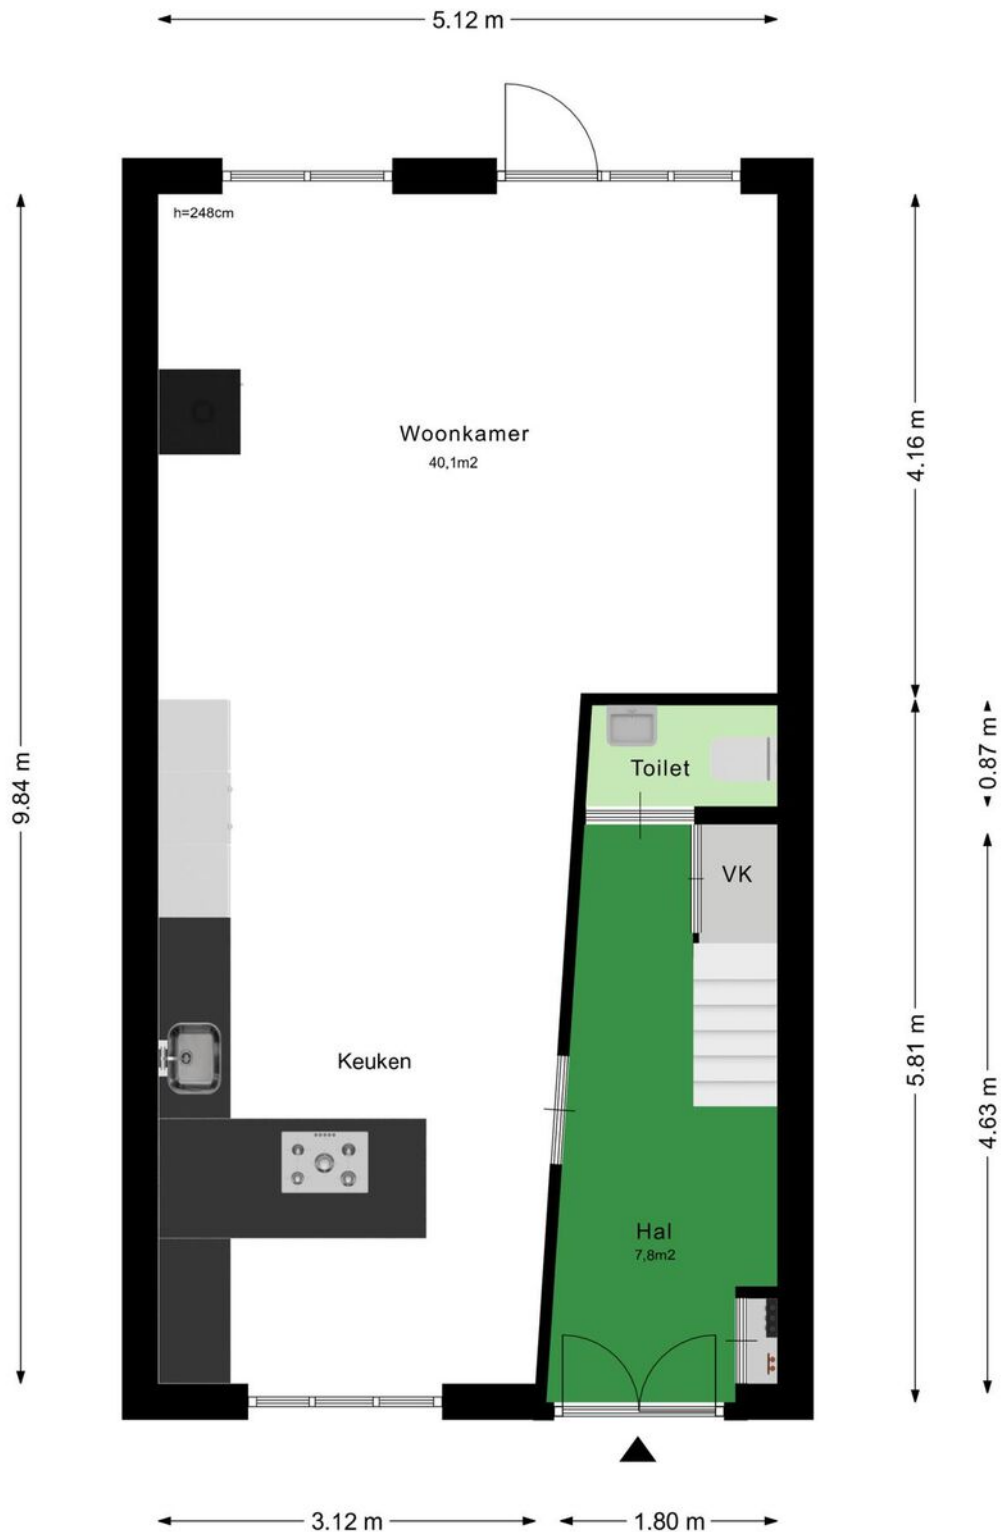 5.12 m
h=248cm
Woonkamer
40,1m2
4.16 m
9.84 m
0.87 m
Toilet
VK
5.81 m
4.63 m
Keuken
Hal
7,8m2
3.12 m
1.80 m